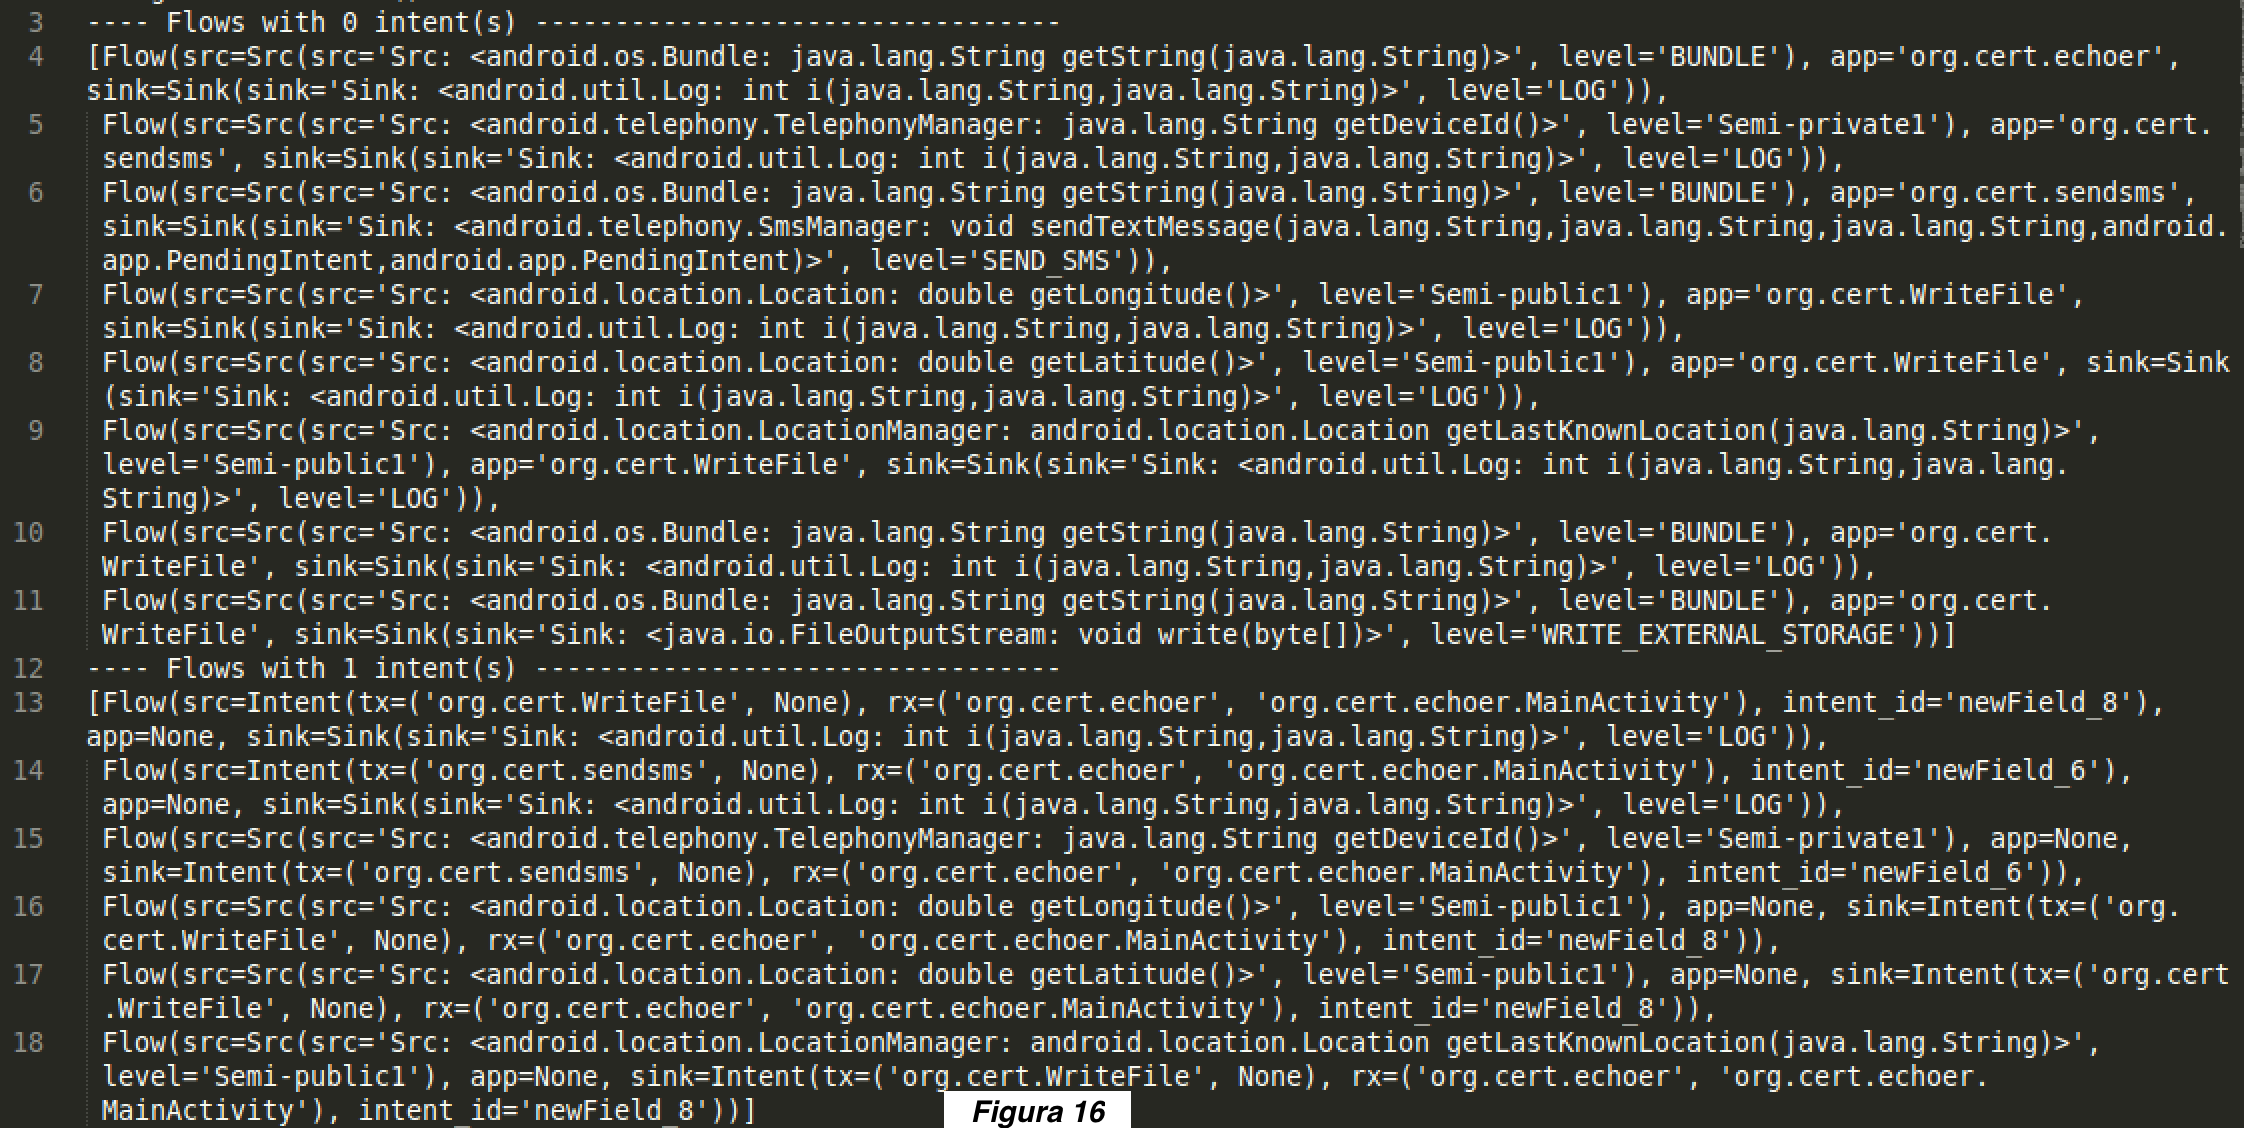 3 ---- Flows with 0 intent(s) ---------------------------------
4 [Flow(src=Src(src='Src: <android.os.Bundle: java.lang.String getString(java.lang.String)>', level='BUNDLE'), app='org.cert.echoer',
sink=Sink(sink='Sink: <android.util.Log: int i(java.lang.String,java.lang.String)>', level='LOG')),
5 Flow(src=Src(src='Src: <android.telephony.TelephonyManager: java.lang.String getDeviceId()>', level='Semi-private1'), app='org.cert.
sendsms', sink=Sink(sink='Sink: <android.util.Log: int i(java.lang.String,java.lang.String)>', level='LOG')),
6 Flow(src=Src(src='Src: <android.os.Bundle: java.lang.String getString(java.lang.String)>', level='BUNDLE'), app='org.cert.sendsms',
sink=Sink(sink='Sink: <android.telephony.SmsManager: void sendTextMessage(java.lang.String,java.lang.String,java.lang.String,android.
app.PendingIntent,android.app.PendingIntent)>', level='SEND_SMS')),
7 Flow(src=Src(src='Src: <android.location.Location: double getLongitude()>', level='Semi-public1'), app='org.cert.WriteFile',
sink=Sink(sink='Sink: <android.util.Log: int i(java.lang.String,java.lang.String)>', level='LOG')),
8 Flow(src=Src(src='Src: <android.location.Location: double getLatitude()>', level='Semi-public1'), app='org.cert.WriteFile', sink=Sink
(sink='Sink: <android.util.Log: int i(java.lang.String,java.lang.String)>', level='LOG')),
9 Flow(src=Src(src='Src: <android.location.LocationManager: android.location.Location getLastKnownLocation(java.lang.String)>',
level='Semi-public1'), app='org.cert.WriteFile', sink=Sink(sink='Sink: <android.util.Log: int i(java.lang.String,java.lang.
String)>', level='LOG')),
10 Flow(src=Src(src='Src: <android.os.Bundle: java.lang.String getString(java.lang.String)>', level='BUNDLE'), app='org.cert.
WriteFile', sink=Sink(sink='Sink: <android.util.Log: int i(java.lang.String,java.lang.String)>', level='LOG')),
11 Flow(src=Src(src='Src: <android.os.Bundle: java.lang.String getString(java.lang.String)>', level='BUNDLE'), app='org.cert.
WriteFile', sink=Sink(sink='Sink: <java.io.FileOutputStream: void write(byte[])>', level='WRITE_EXTERNAL_STORAGE'))]
12 ---- Flows with 1 intent(s) ---------------------------------
13 [Flow(src=Intent(tx=('org.cert.WriteFile', None), rx=('org.cert.echoer', 'org.cert.echoer.MainActivity'), intent_id='newField_8'),
app=None, sink=Sink(sink='Sink: <android.util.Log: int i(java.lang.String,java.lang.String)>', level='LOG')),
14 Flow(src=Intent(tx=('org.cert.sendsms', None), rx=('org.cert.echoer', 'org.cert.echoer.MainActivity'), intent_id='newField_6'),
app=None, sink=Sink(sink='Sink: <android.util.Log: int i(java.lang.String,java.lang.String)>', level='LOG')),
15 Flow(src=Src(src='Src: <android.telephony.TelephonyManager: java.lang.String getDeviceId()>', level='Semi-private1'), app=None,
sink=Intent(tx=('org.cert.sendsms', None), rx=('org.cert.echoer', 'org.cert.echoer.MainActivity'), intent_id='newField_6')),
16 Flow(src=Src(src='Src: <android.location.Location: double getLongitude()>', level='Semi-public1'), app=None, sink=Intent(tx=('org.
cert.WriteFile', None), rx=('org.cert.echoer', 'org.cert.echoer.MainActivity'), intent_id='newField_8')),
17 Flow(src=Src(src='Src: <android.location.Location: double getLatitude()>', level='Semi-public1'), app=None, sink=Intent(tx=('org.cert
.WriteFile', None), rx=('org.cert.echoer', 'org.cert.echoer.MainActivity'), intent_id='newField_8')),
18 Flow(src=Src(src='Src: <android.location.LocationManager: android.location.Location getLastKnownLocation(java.lang.String)>',
level='Semi-public1'), app=None, sink=Intent(tx=('org.cert.WriteFile', None), rx=('org.cert.echoer', 'org.cert.echoer.
MainActivity'), intent_id='newField_8'))]
Figura 16